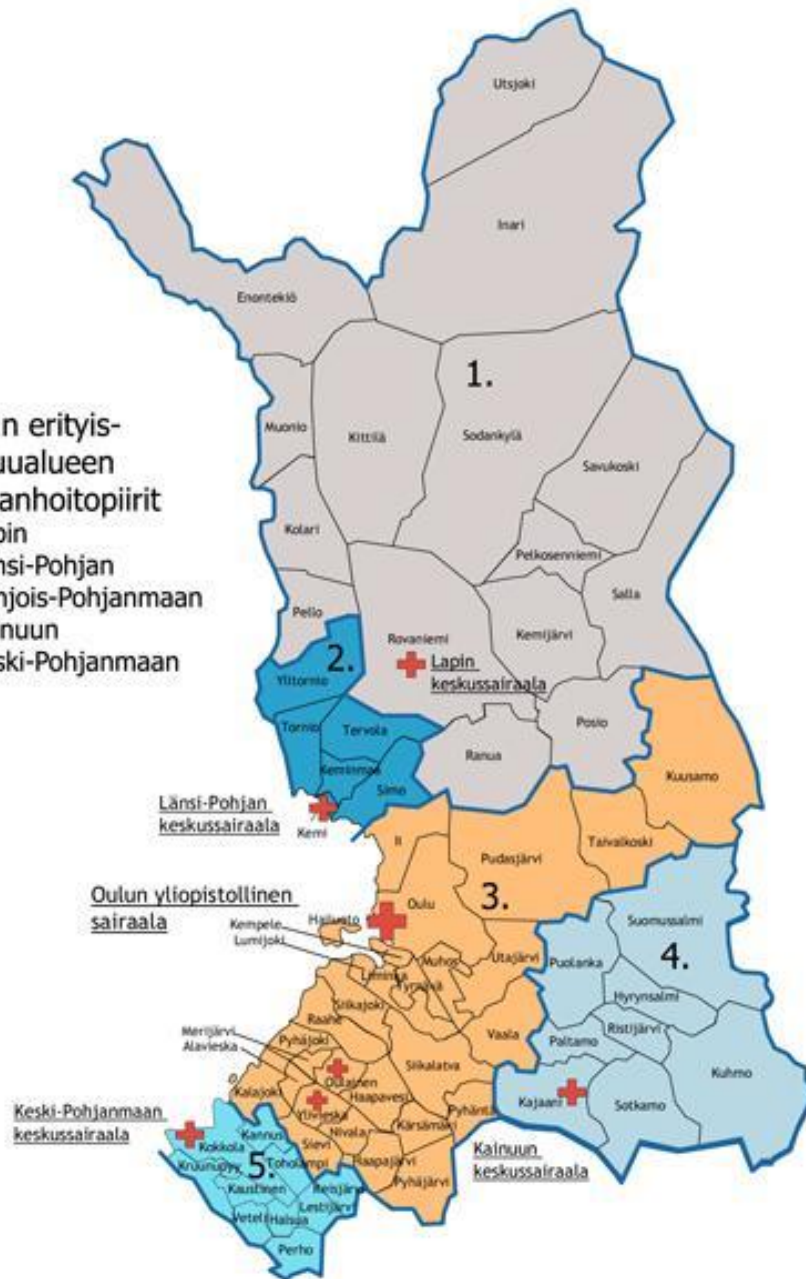 Utsjoki
Inari
Enontekiö
1.
Muonio
Kittilä
Sodankylä
Savukoski
n erityis-
uualueen
anhoitopiirit
pin
nsi-Pohjan
hjois-Pohjanmaan
inuun
ski-Pohjanmaan
Kolari
Pelkosenniemi
Salla
Pello
Rovaniemi
Kemijärvi
2.
Lapin
keskussairaala
Ylitornio
Posio
Tornio
Tervola
Ranua
Keminmaa
Simo
Kuusamo
Länsi-Pohjan
keskussairaala
Kemi
Ii
Pudasjärvi
Taivalkoski
Oulun yliopistollinen
sairaala
Hailuoto
Oulu
3.
Suomussalmi
Kempele
Lumijoki
Muhos
Utajärvi
Puolanka
4.
Liminka
Tyrnävä
Hyrynsalmi
Siikajoki
Raahe
Vaala
Ristijärvi
Merijärvi
Alavieska
Pyhäjoki
Paltamo
Siikalatva
Kuhmo
Oulainen
Kalajoki
Haapavesi
Pyhäntä
Kajaani
Sotkamo
Ylivieska
Keski-Pohjanmaan
keskussairaala
Kannus
Nivala
Kärsämäki
Kokkola
Sievi
Kainuun
keskussairaala
Kruunupyy
5.
Toholampi
Haapajärvi
Kaustinen
Reisjärvi
Pyhäjärvi
Lestijärvi
Veteli
Halsua
Perho